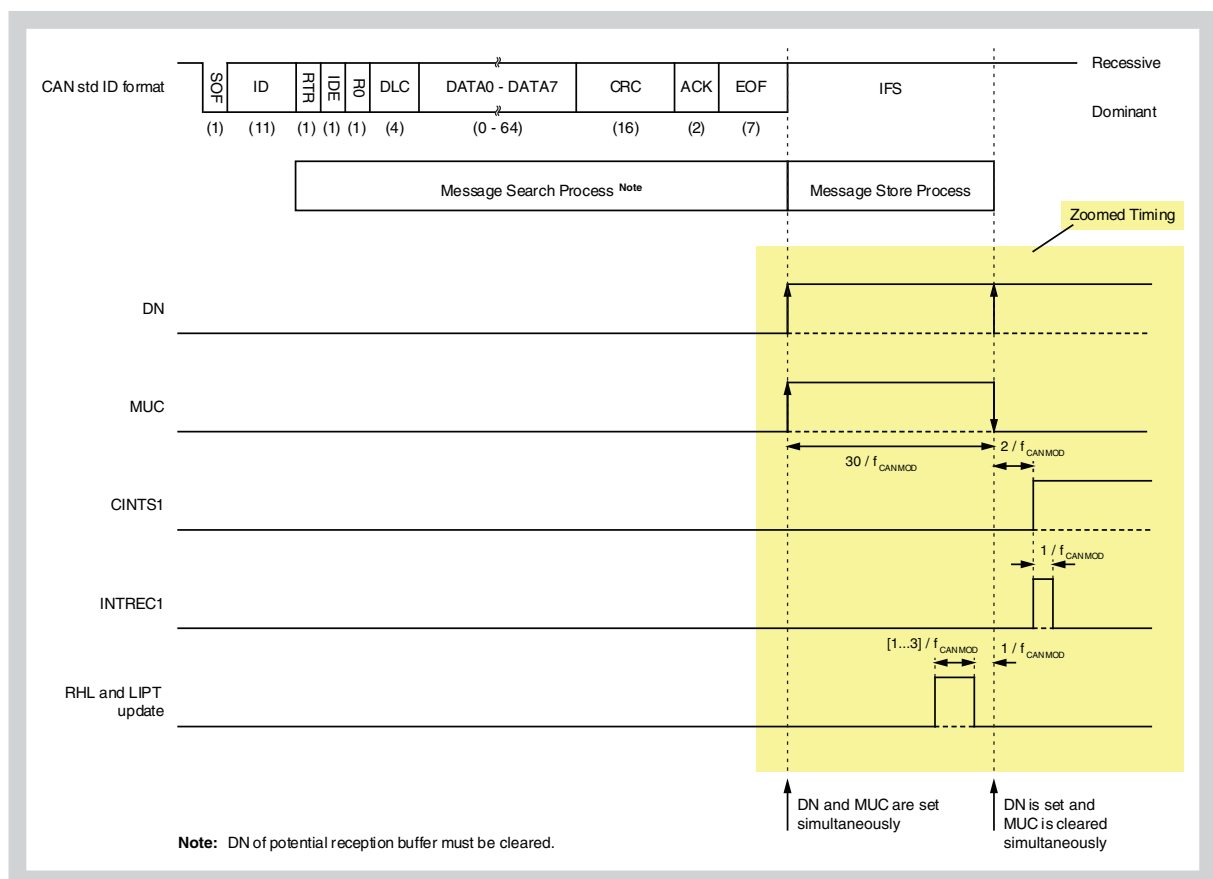 CAN std ID format
SOF
ID
RTR
IDE
R0
DLC
DATA0 - DATA7
CRC
ACK
EOF
IFS
Recessive
Dominant
(1)
(11)
(1)
(1)
(1)
(4)
(0 - 64)
(16)
(2)
(7)
Message Search Process Note
Message Store Process
Zoomed Timing
DN
MUC
30 / fCANMOD
2 / fCANMOD
CINTS1
1 / fCANMOD
INTREC1
[1...3] / fCANMOD
1 / fCANMOD
RHL and LIPT
update
DN and MUC are set
simultaneously
DN is set and
MUC is cleared
simultaneously
Note: DN of potential reception buffer must be cleared.